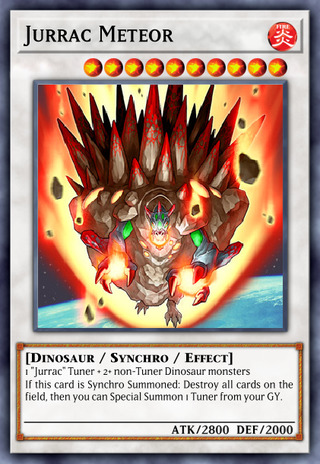 Jurrac Meteor
FIRE
炎
[Dinosaur / Synchro / Effect]
1 "Jurrac" Tuner + 2+ non-Tuner Dinosaur monsters
If this card is Synchro Summoned: Destroy all cards on the
field, then you can Special Summon 1 Tuner from your GY.
ATK/2800 DEF/2000